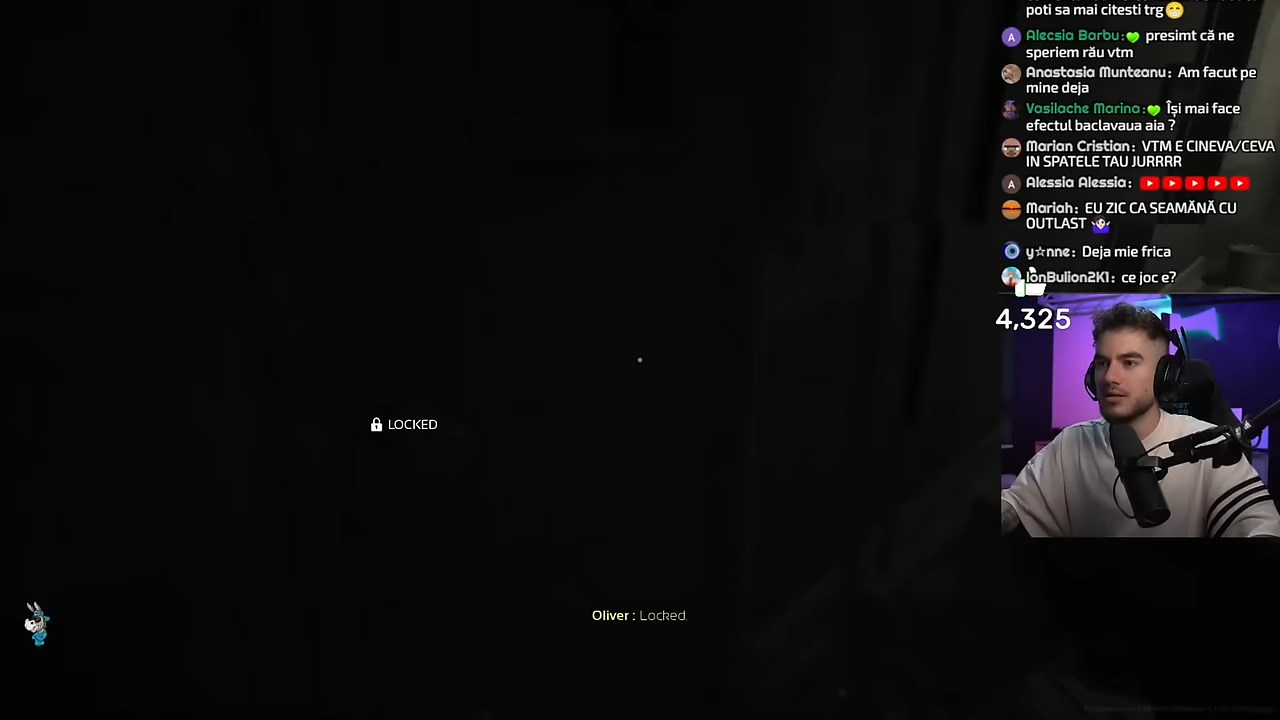 poti sa mai citesti trg😁
Alecsia Barbu:💚 presimt că ne
speriem rău vtm
Anastasia Munteanu: Am facut pe
mine deja
Vasilache Marina:💚 Își mai face
efectul baclavaua aia ?
Marian Cristian: VTM E CINEVA/CEVA
IN SPATELE TAU JURRRR
Alessia Alessia:
Mariah: EU ZIC CA SEAMĂNĂ CU
OUTLAST 🤷🏻‍♀️
y☆nne: Deja mie frica
IonBulion2K1: ce joc e?
4,325
LOCKED
Oliver : Locked.